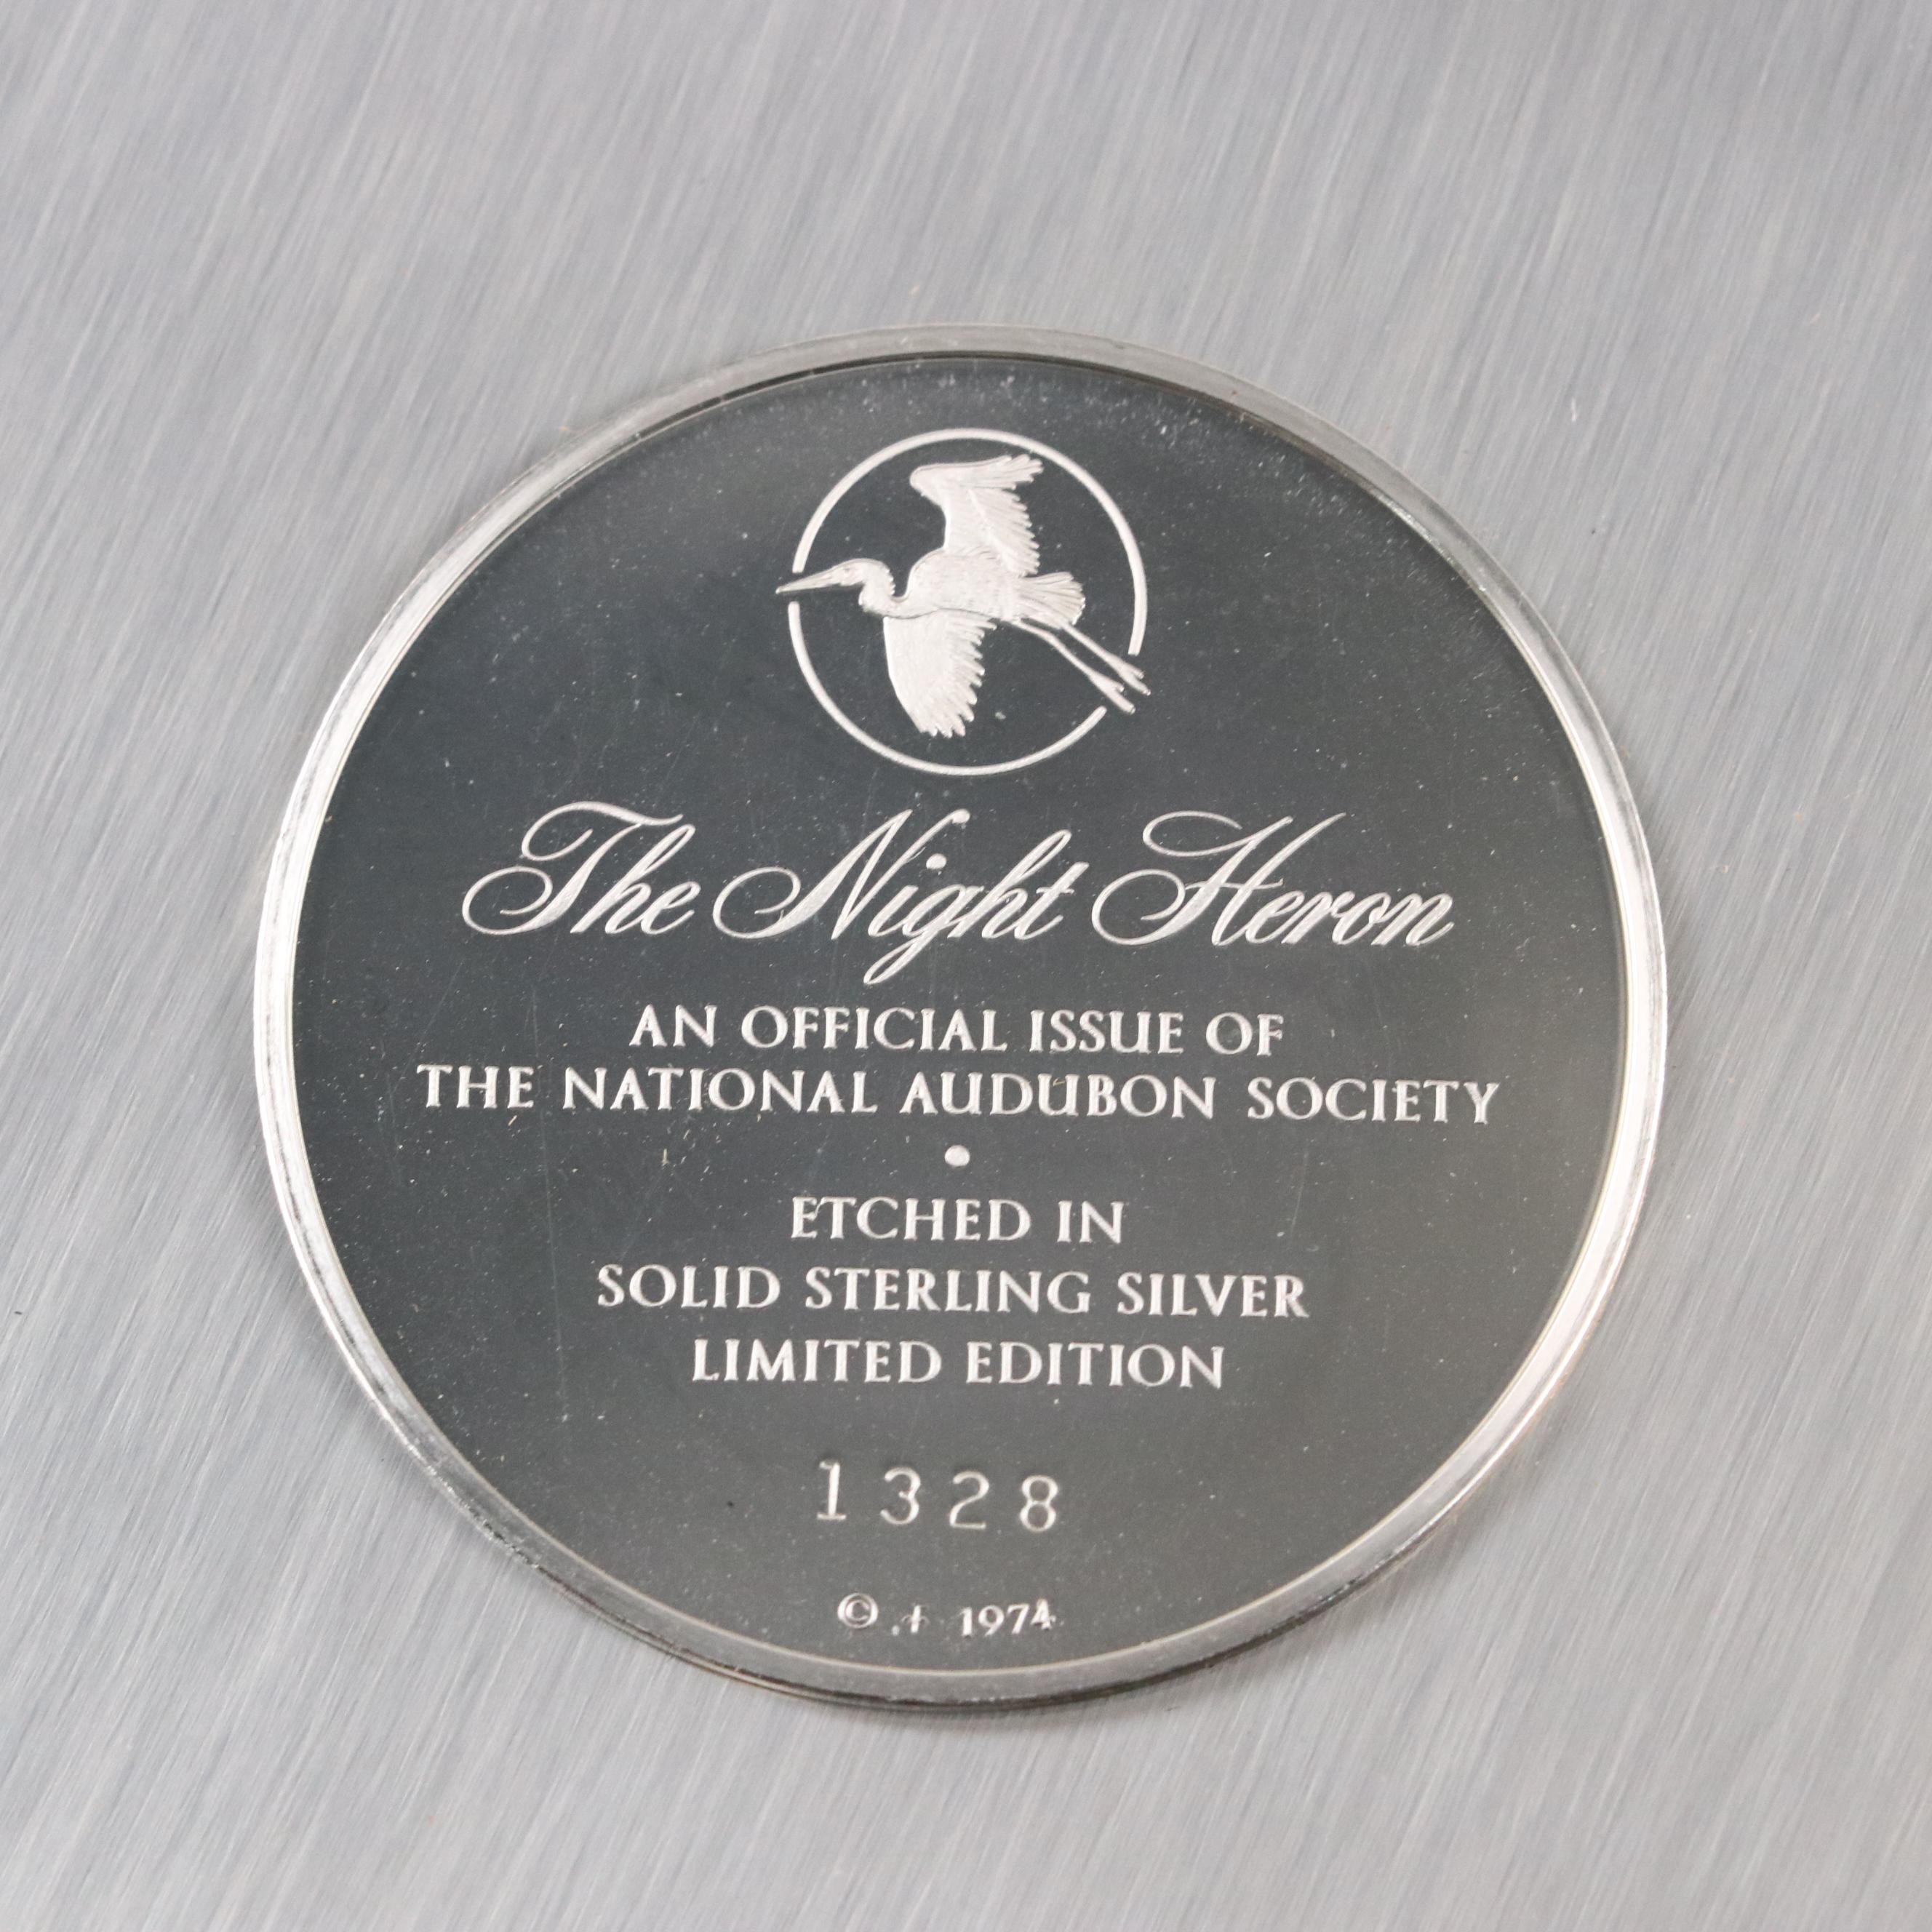 The Night Heron
AN OFFICIAL ISSUE OF
THE NATIONAL AUDUBON SOCIETY
•
ETCHED IN
SOLID STERLING SILVER
LIMITED EDITION
1328
© 1974